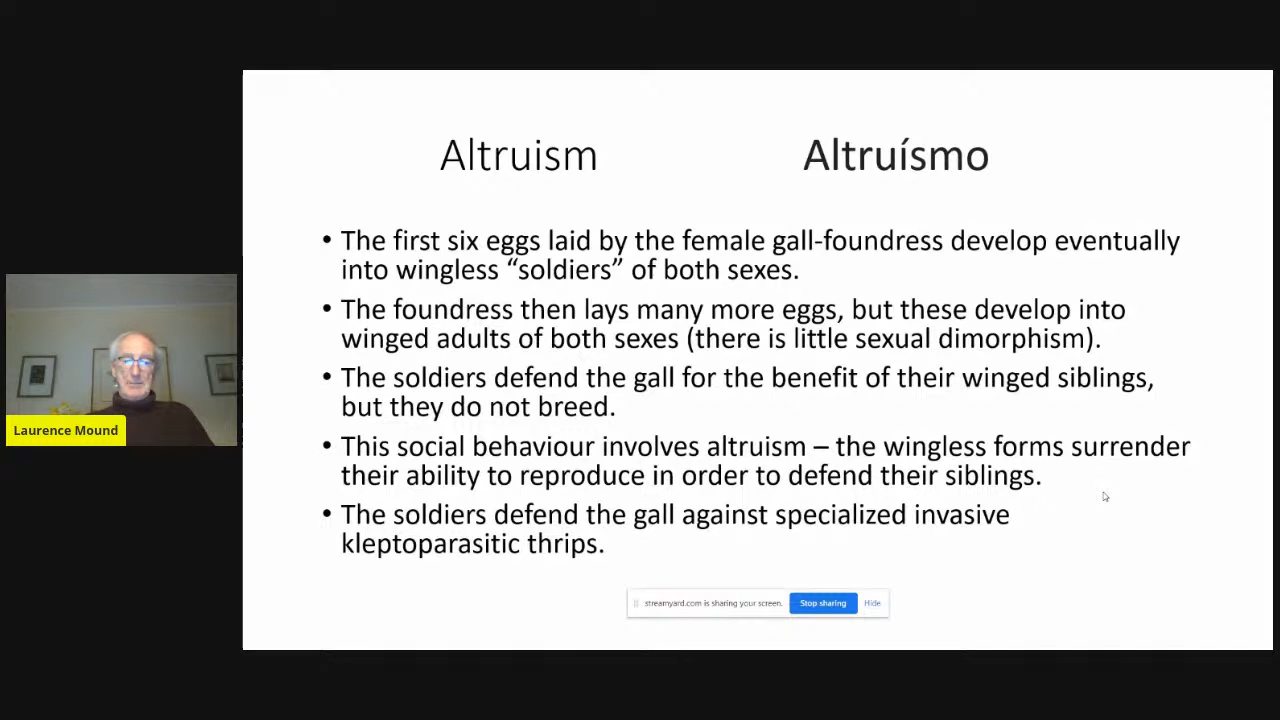 Altruism Altruísmo
• The first six eggs laid by the female gall-foundress develop eventually
into wingless “soldiers” of both sexes.
• The foundress then lays many more eggs, but these develop into
winged adults of both sexes (there is little sexual dimorphism).
• The soldiers defend the gall for the benefit of their winged siblings,
but they do not breed.
• This social behaviour involves altruism – the wingless forms surrender
their ability to reproduce in order to defend their siblings.
• The soldiers defend the gall against specialized invasive
kleptoparasitic thrips.
Laurence Mound
streamyard.com is sharing your screen. Stop sharing Hide